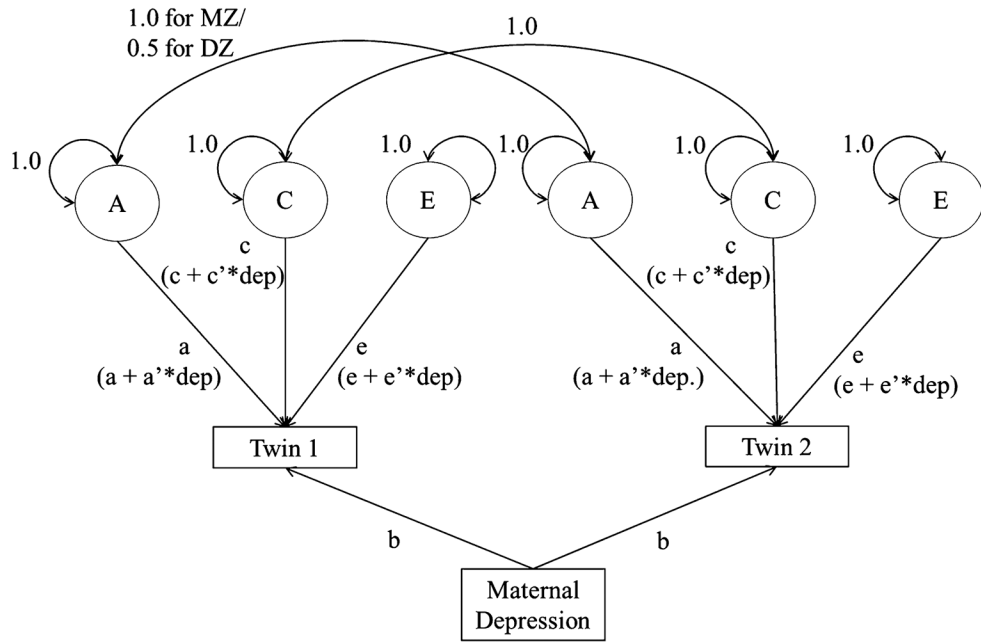 1.0 for MZ/
0.5 for DZ
1.0
1.0
1.0
1.0
1.0
1.0
1.0
A
C
E
A
C
E
c
(c + c’*dep)
c
(c + c’*dep)
a
(a + a’*dep)
e
(e + e’*dep)
a
(a + a’*dep.)
e
(e + e’*dep)
Twin 1
Twin 2
b
b
Maternal
Depression